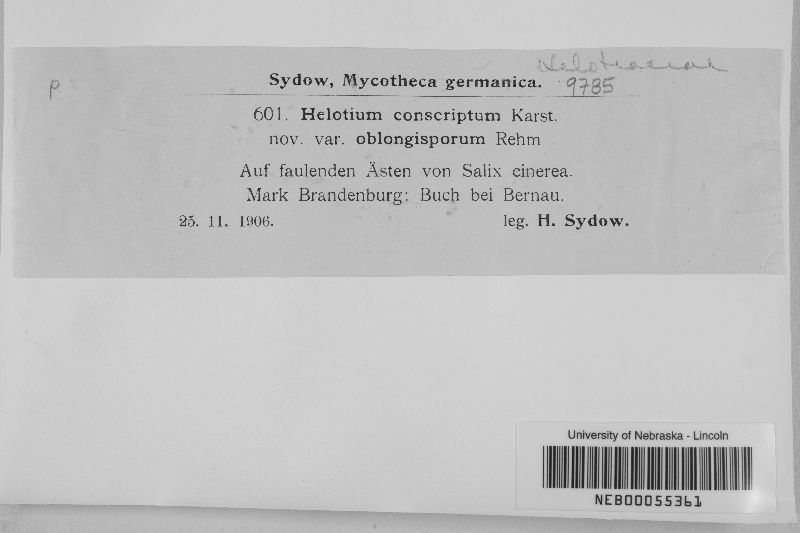 Helotiaceae
p
Sydow, Mycotheca germanica. 9785
601. Helotium conscriptum Karst.
nov. var. oblongisporum Rehm
Auf faulenden Ästen von Salix cinerea.
Mark Brandenburg: Buch bei Bernau.
25. 11. 1906. leg. H. Sydow.
University of Nebraska - Lincoln
NEB00055361